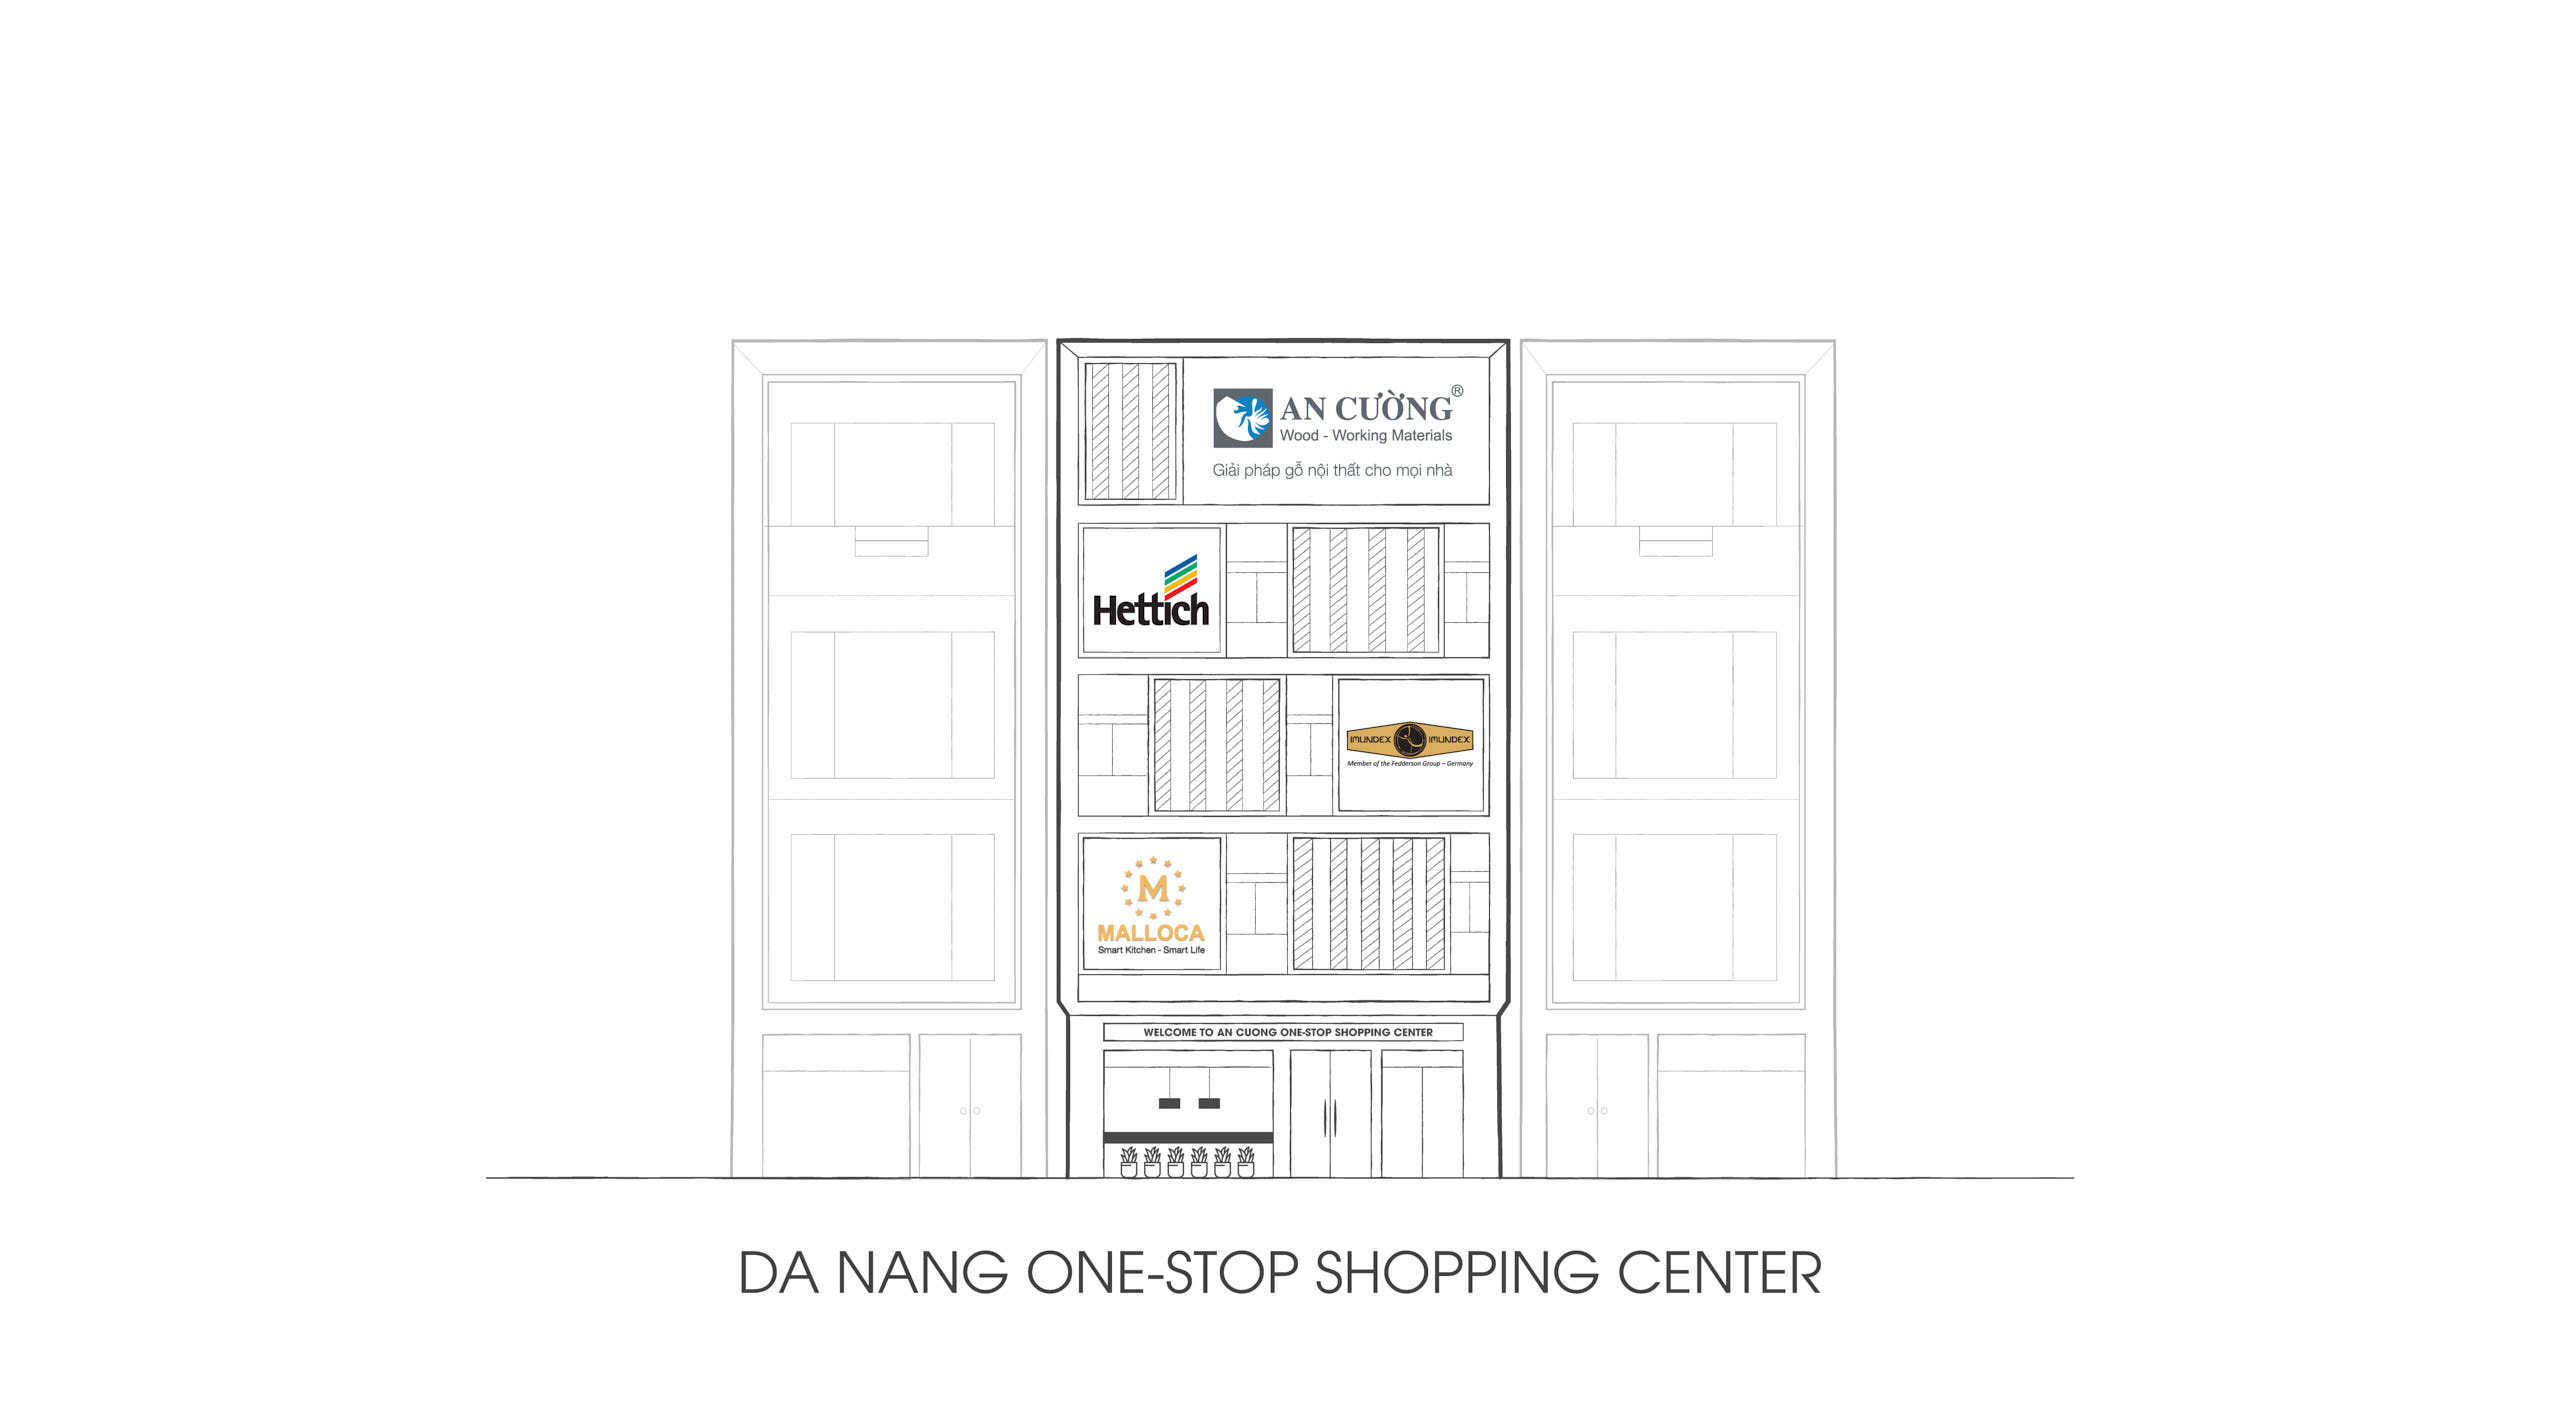 AN CƯỜNG®
Wood - Working Materials
Giải pháp gỗ nội thất cho mọi nhà
Hettich
IMUNDEX IMUNDEX
Member of the Fedderson Group – Germany
M
MALLOCA
Smart Kitchen - Smart Life
WELCOME TO AN CUONG ONE-STOP SHOPPING CENTER
DA NANG ONE-STOP SHOPPING CENTER